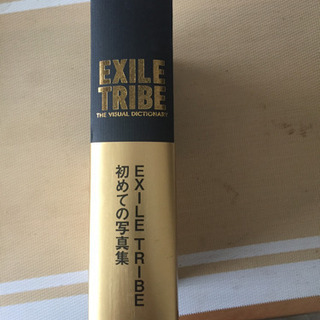 EXILE
TRIBE
THE VISUAL DICTIONARY
EXILE TRIBE
初めての写真集